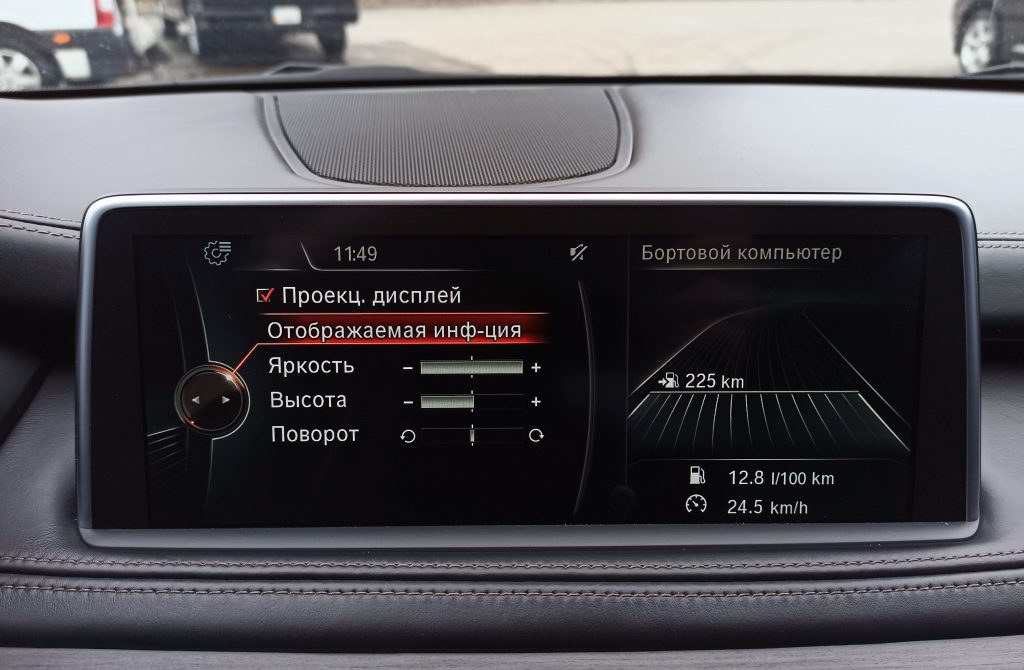 11:49
Проекц. дисплей
Отображаемая инф-ция
Яркость - +
Высота - +
Поворот
Бортовой компьютер
225 km
12.8 l/100 km
24.5 km/h